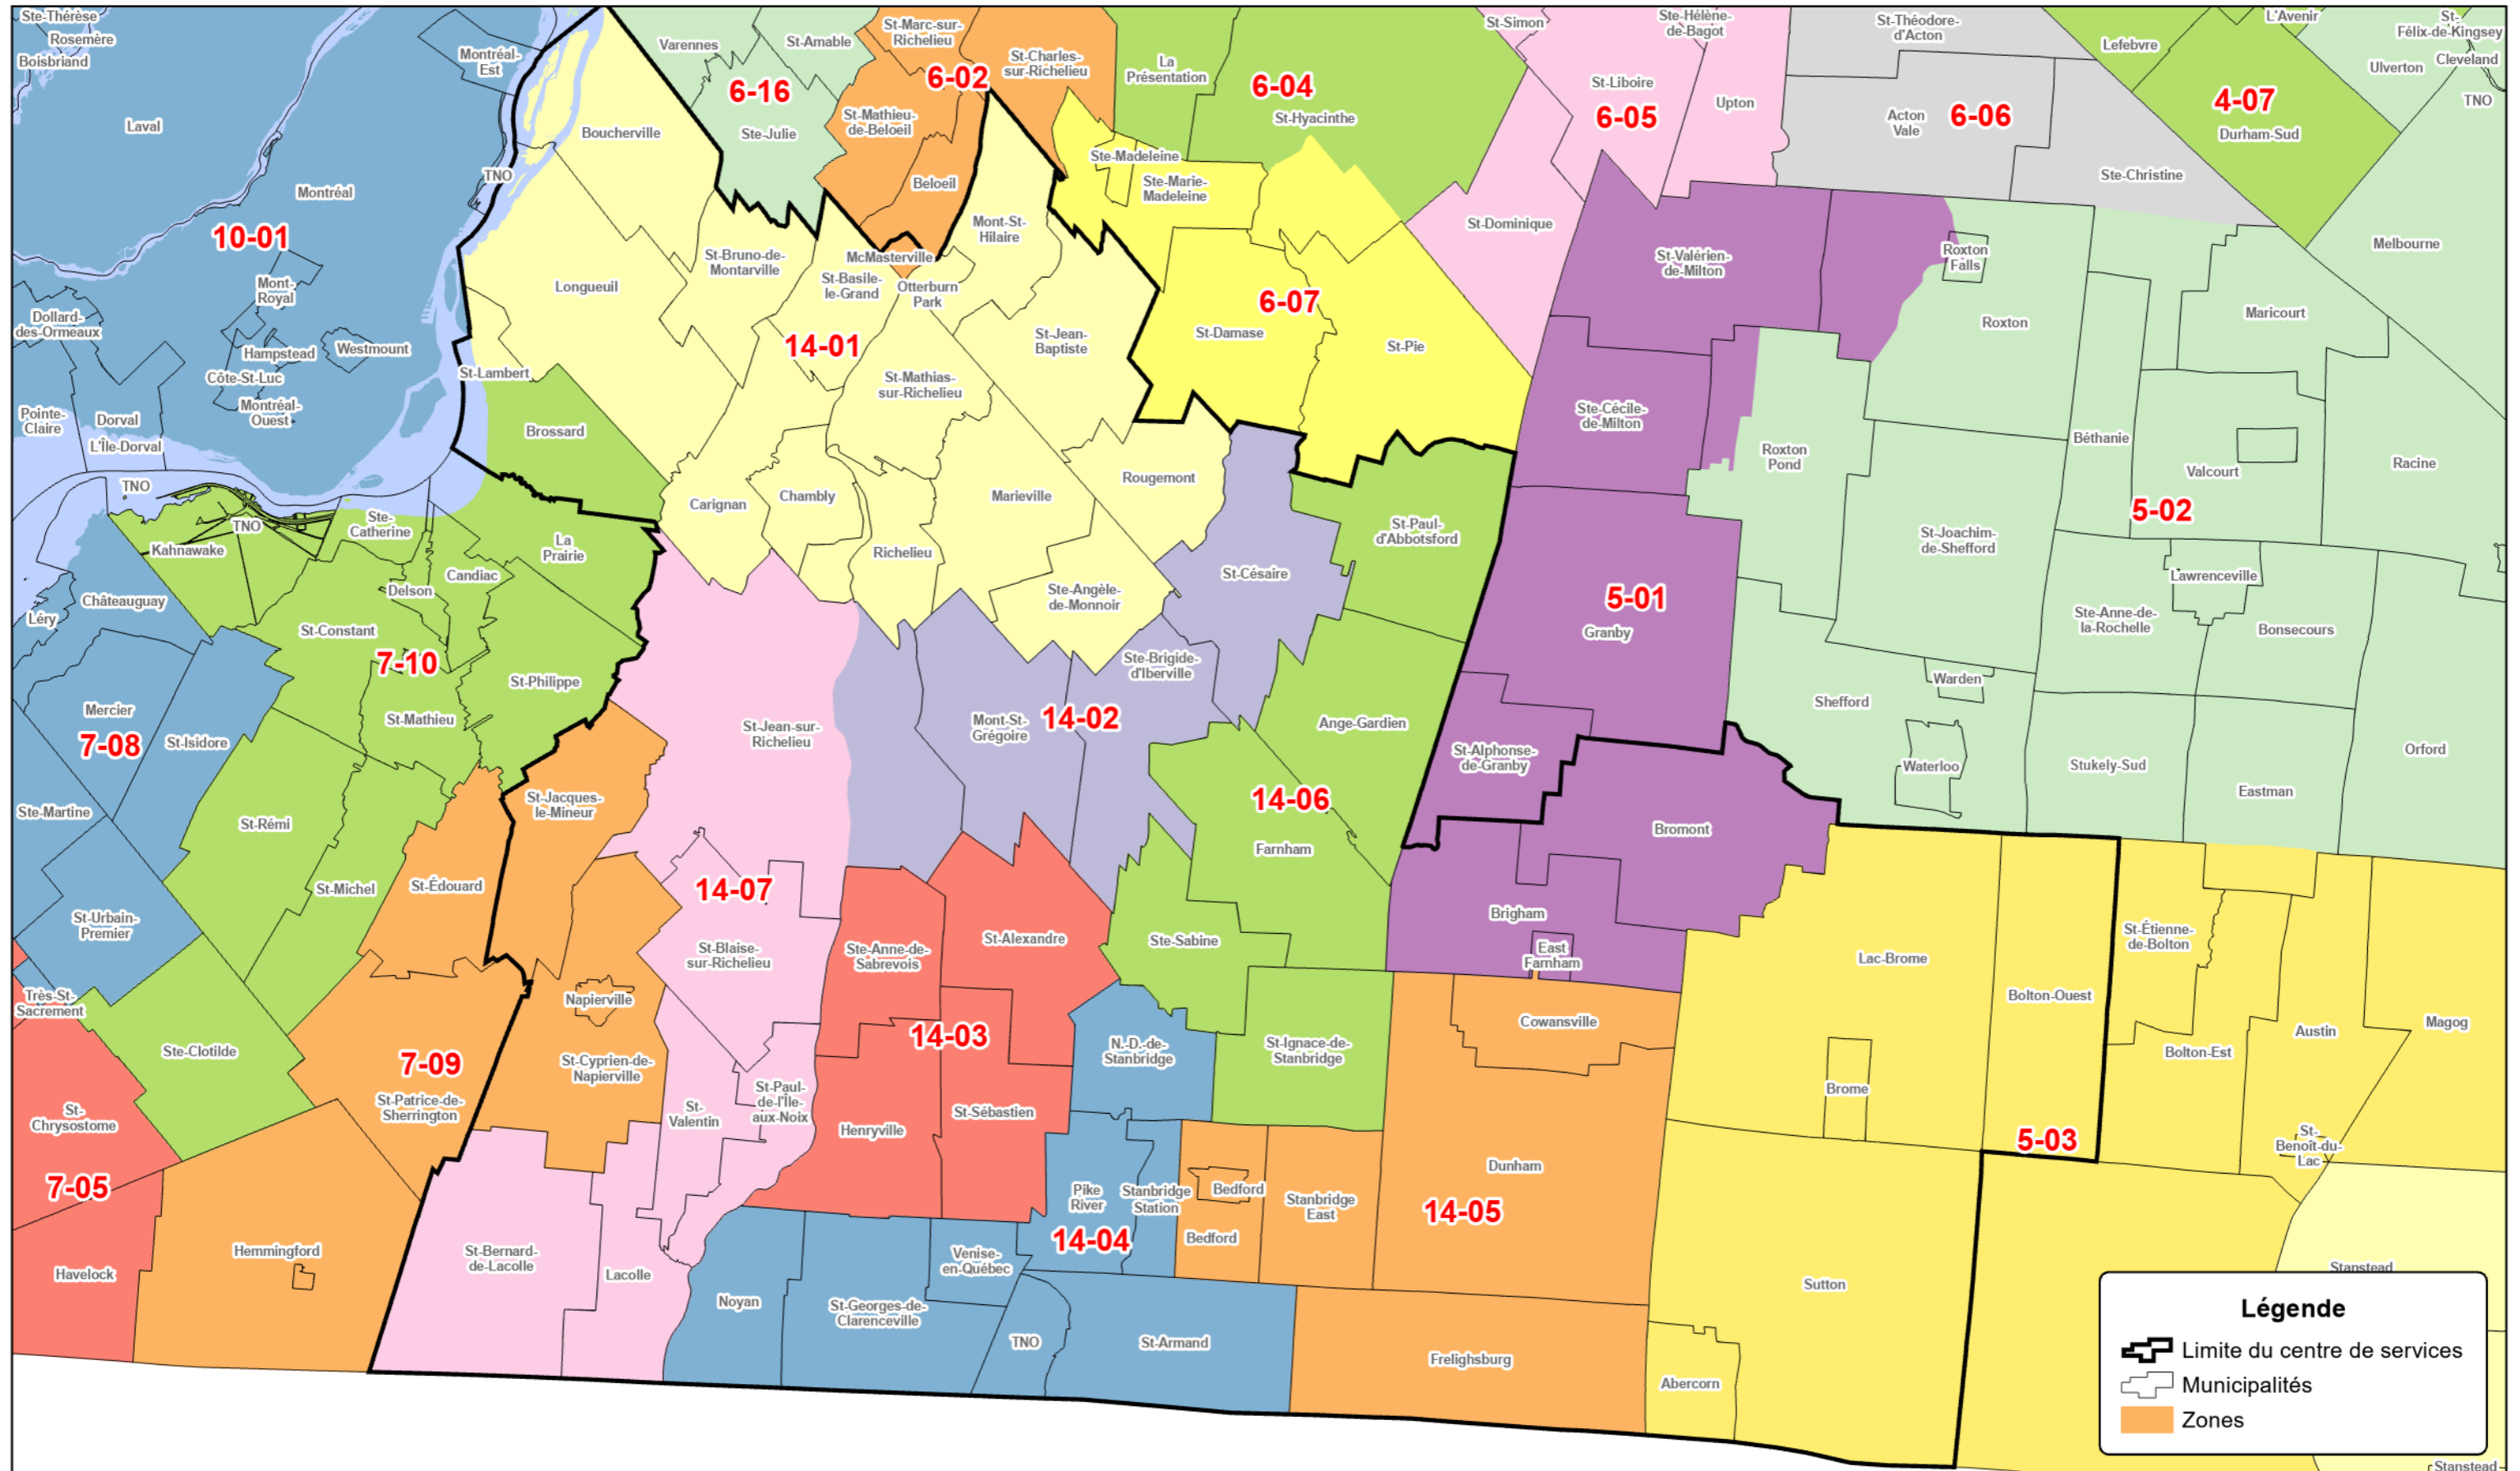 Ste-Thérèse
Rosemère
Boisbriand
Laval
Montréal-
Est
Montréal
10-01
TNO
Mont-
Royal
Dollard-
des-Ormeaux
Hampstead
Westmount
Côte-St-Luc
Montréal-
Ouest
Pointe-
Claire
Dorval
L'Île-Dorval
TNO
Varennes
St-Amable
6-16
Ste-Julie
St-Marc-sur-
Richelieu
6-02
St-Charles-
sur-Richelieu
St-Mathieu-
de-Beloeil
Beloeil
McMasterville
La
Présentation
6-04
St-Hyacinthe
St-Simon
Ste-Hélène-
de-Bagot
St-Liboire
6-05
Upton
St-Dominique
St-Théodore-
d'Acton
Acton
Vale
6-06
Ste-Christine
L'Avenir
Lefebvre
4-07
Durham-Sud
St-
Félix-de-Kingsey
Ulverton
Cleveland
TNO
Melbourne
Ste-Madeleine
Ste-Marie-
Madeleine
6-07
St-Damase
St-Pie
Boucherville
Longueuil
St-Bruno-de-
Montarville
St-Basile-
le-Grand
Otterburn
Park
Mont-St-
Hilaire
14-01
St-Jean-
Baptiste
St-Mathias-
sur-Richelieu
St-Lambert
Brossard
Carignan
Chambly
Richelieu
Marieville
Rougemont
Ste-Angèle-
de-Monnoir
St-Valérien-
de-Milton
Roxton
Falls
Roxton
Maricourt
Ste-Cécile-
de-Milton
Roxton
Pond
Béthanie
Valcourt
Racine
5-02
St-Joachim-
de-Shefford
Lawrenceville
Ste-Anne-de-
la-Rochelle
Bonsecours
5-01
Granby
Warden
Shefford
Waterloo
Stukely-Sud
Eastman
Orford
St-Alphonse-
de-Granby
Bromont
Brigham
East
Farnham
TNO
Kahnawake
Ste-
Catherine
La
Prairie
Candiac
Delson
St-Constant
7-10
St-Philippe
St-Mathieu
Châteauguay
Léry
Mercier
7-08
St-Isidore
Ste-Martine
St-Rémi
St-Michel
St-Édouard
St-Urbain-
Premier
Très-St-
Sacrement
Ste-Clotilde
7-09
St-Patrice-de-
Sherrington
St-
Chrysostome
7-05
Havelock
Hemmingford
St-Césaire
St-Paul-
d'Abbotsford
Ste-Brigide-
d'Iberville
Mont-St-
Grégoire
14-02
Ange-Gardien
14-06
Farnham
Ste-Sabine
St-Ignace-de-
Stanbridge
St-Jean-sur-
Richelieu
St-Jacques-
le-Mineur
14-07
St-Blaise-
sur-Richelieu
Napierville
St-Cyprien-de-
Napierville
St-
Valentin
St-Paul-
de-l'Île-
aux-Noix
St-Bernard-
de-Lacolle
Lacolle
Ste-Anne-de-
Sabrevois
St-Alexandre
14-03
St-Sébastien
Henryville
N.-D.-de-
Stanbridge
Pike
River
Stanbridge
Station
14-04
Venise-
en-Québec
Noyan
St-Georges-de-
Clarenceville
TNO
St-Armand
Bedford
Bedford
Stanbridge
East
Cowansville
Dunham
14-05
Frelighsburg
Lac-Brome
Brome
Bolton-Ouest
5-03
Sutton
Abercorn
St-Étienne-
de-Bolton
Bolton-Est
Austin
Magog
St-
Benoît-du-
Lac
Stanstead
Légende
Limite du centre de services
Municipalités
Zones
Stanstead-